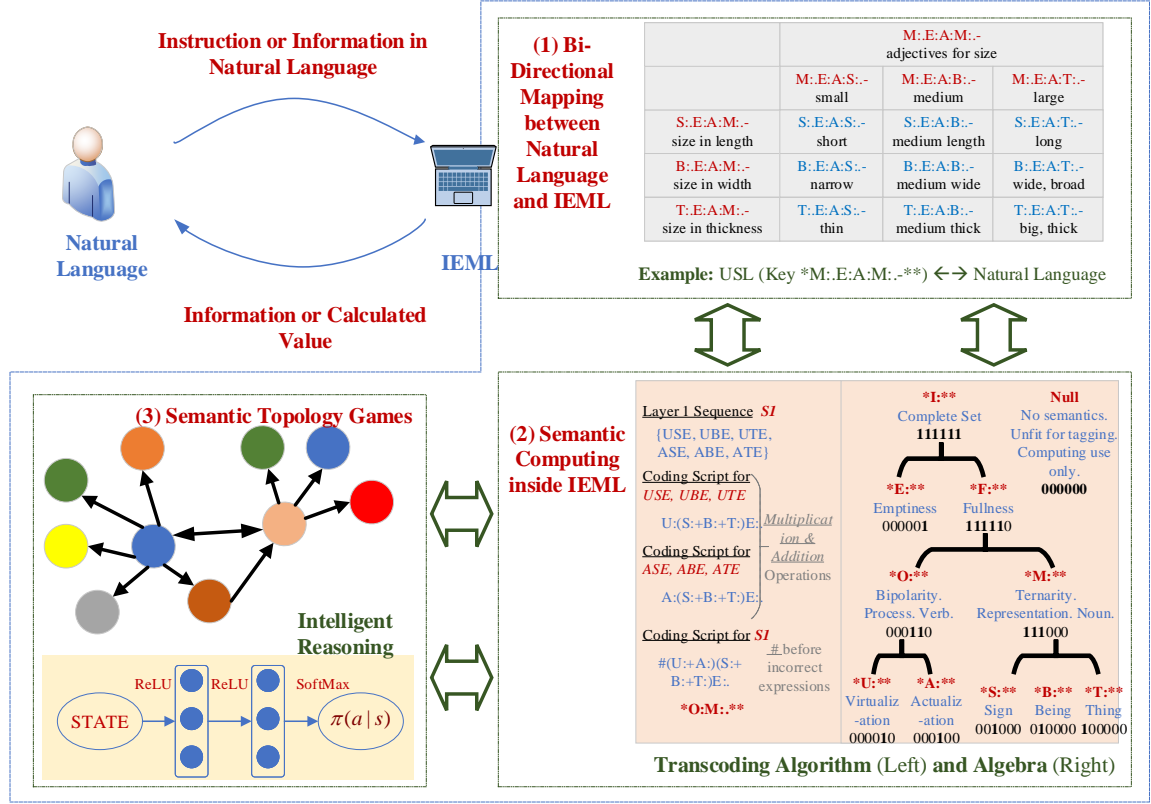 Instruction or Information in
Natural Language
Natural
Language
IEML
Information or Calculated
Value
(1) Bi-
Directional
Mapping
between
Natural
Language
and IEML
M:.E:A:M:.-
adjectives for size
M:.E:A:S:.- M:.E:A:B:.- M:.E:A:T:.-
small medium large
S:.E:A:M:.- S:.E:A:S:.- S:.E:A:B:.- S:.E:A:T:.-
size in length short medium length long
B:.E:A:M:.- B:.E:A:S:.- B:.E:A:B:.- B:.E:A:T:.-
size in width narrow medium wide wide, broad
T:.E:A:M:.- T:.E:A:S:.- T:.E:A:B:.- T:.E:A:T:.-
size in thickness thin medium thick big, thick
Example: USL (Key *M:.E:A:M:.-**) ←→ Natural Language
(2) Semantic
Computing
inside IEML
Layer 1 Sequence S1
{USE, UBE, UTE,
ASE, ABE, ATE}
Coding Script for
USE, UBE, UTE
U:(S:+B:+T:)E:.
Coding Script for
ASE, ABE, ATE
A:(S:+B:+T:)E:.
Multiplicat
ion &
Addition
Operations
Coding Script for S1
#(U:+A:)(S:+
B:+T:)E:.
*O:M:.**
# before
incorrect
expressions
*I:**
Complete Set
111111
Null
No semantics.
Unfit for tagging.
Computing use
only.
000000
*E:** *F:**
Emptiness Fullness
000001 111110
*O:** *M:**
Bipolarity. Ternarity.
Process. Verb. Representation. Noun.
000110 111000
*U:** *A:** *S:** *B:** *T:**
Virtualiz Actualiz Sign Being Thing
-ation -ation 001000 010000 100000
000010 000100
Transcoding Algorithm (Left) and Algebra (Right)
(3) Semantic Topology Games
Intelligent
Reasoning
ReLU ReLU SoftMax
STATE π(a | s)